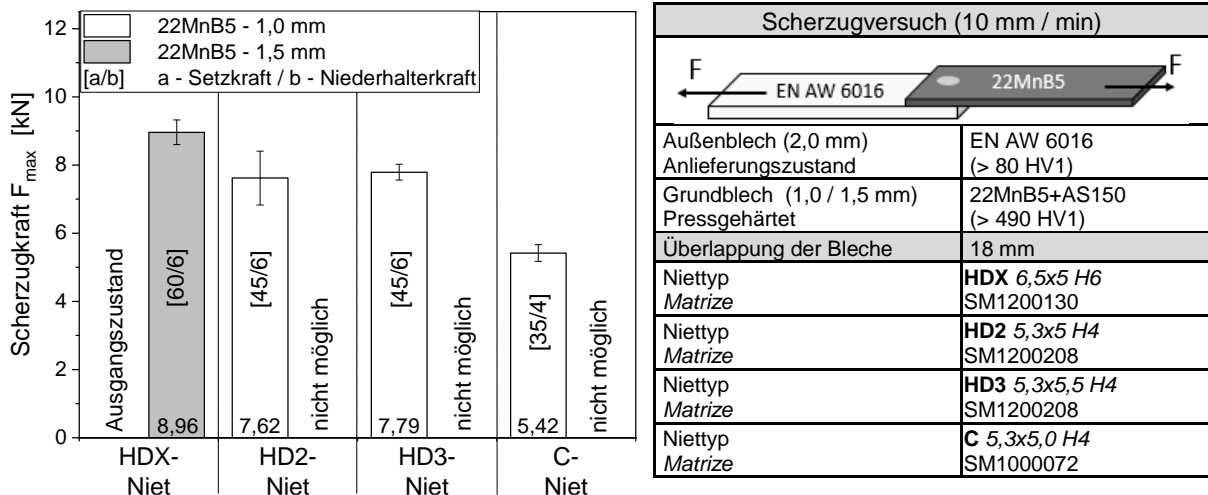 12
10
8
6
4
2
0
Scherzugkraft Fmax [kN]
22MnB5 - 1,0 mm
22MnB5 - 1,5 mm
[a/b] a - Setzkraft / b - Niederhalterkraft
Ausgangszustand
[60/6]
8,96
[45/6]
7,62
nicht möglich
[45/6]
7,79
nicht möglich
[35/4]
5,42
nicht möglich
HDX-
Niet
HD2-
Niet
HD3-
Niet
C-
Niet
Scherzugversuch (10 mm / min)
F
EN AW 6016
22MnB5
F
Außenblech (2,0 mm) EN AW 6016
Anlieferungszustand (> 80 HV1)
Grundblech (1,0 / 1,5 mm) 22MnB5+AS150
Pressgehärtet (> 490 HV1)
Überlappung der Bleche 18 mm
Niettyp HDX 6,5x5 H6
Matrize SM1200130
Niettyp HD2 5,3x5 H4
Matrize SM1200208
Niettyp HD3 5,3x5,5 H4
Matrize SM1200208
Niettyp C 5,3x5,0 H4
Matrize SM1000072